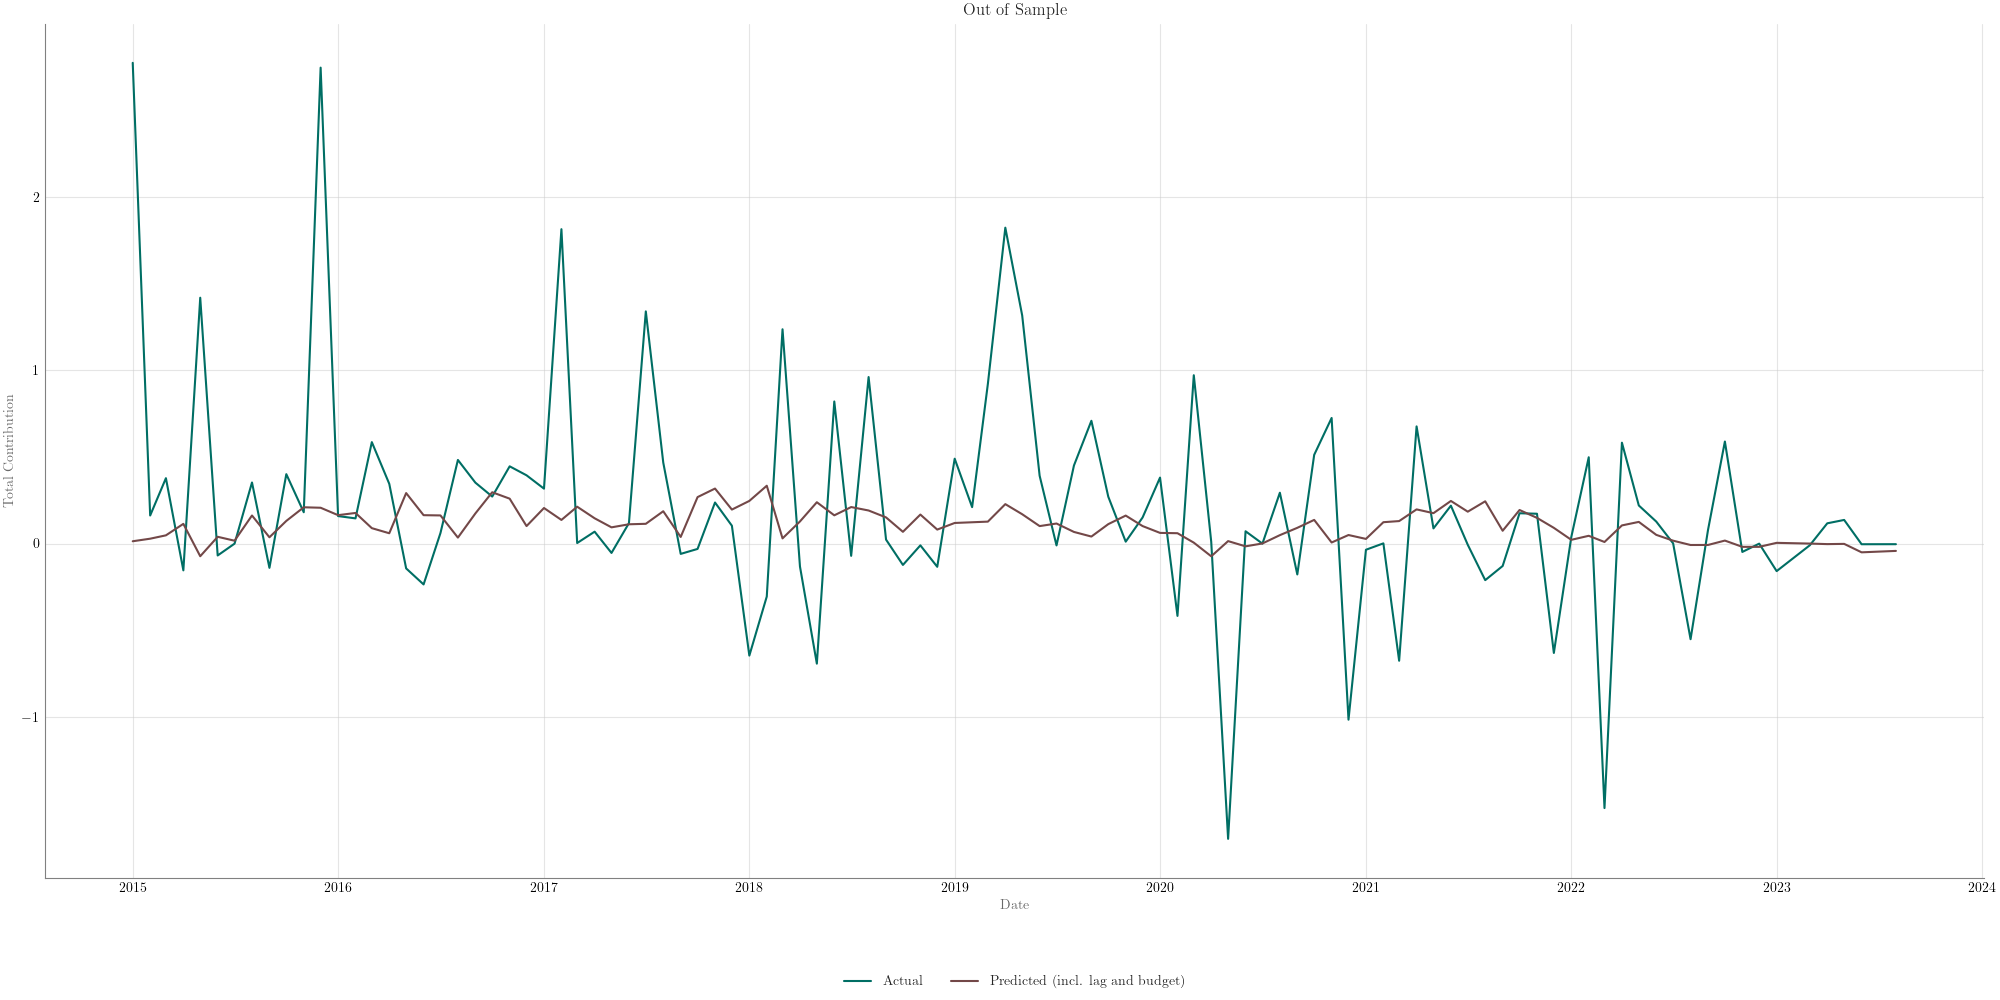 Out of Sample
Total Contribution
2
1
0
−1
2015 2016 2017 2018 2019 2020 2021 2022 2023 2024
Date
Actual Predicted (incl. lag and budget)